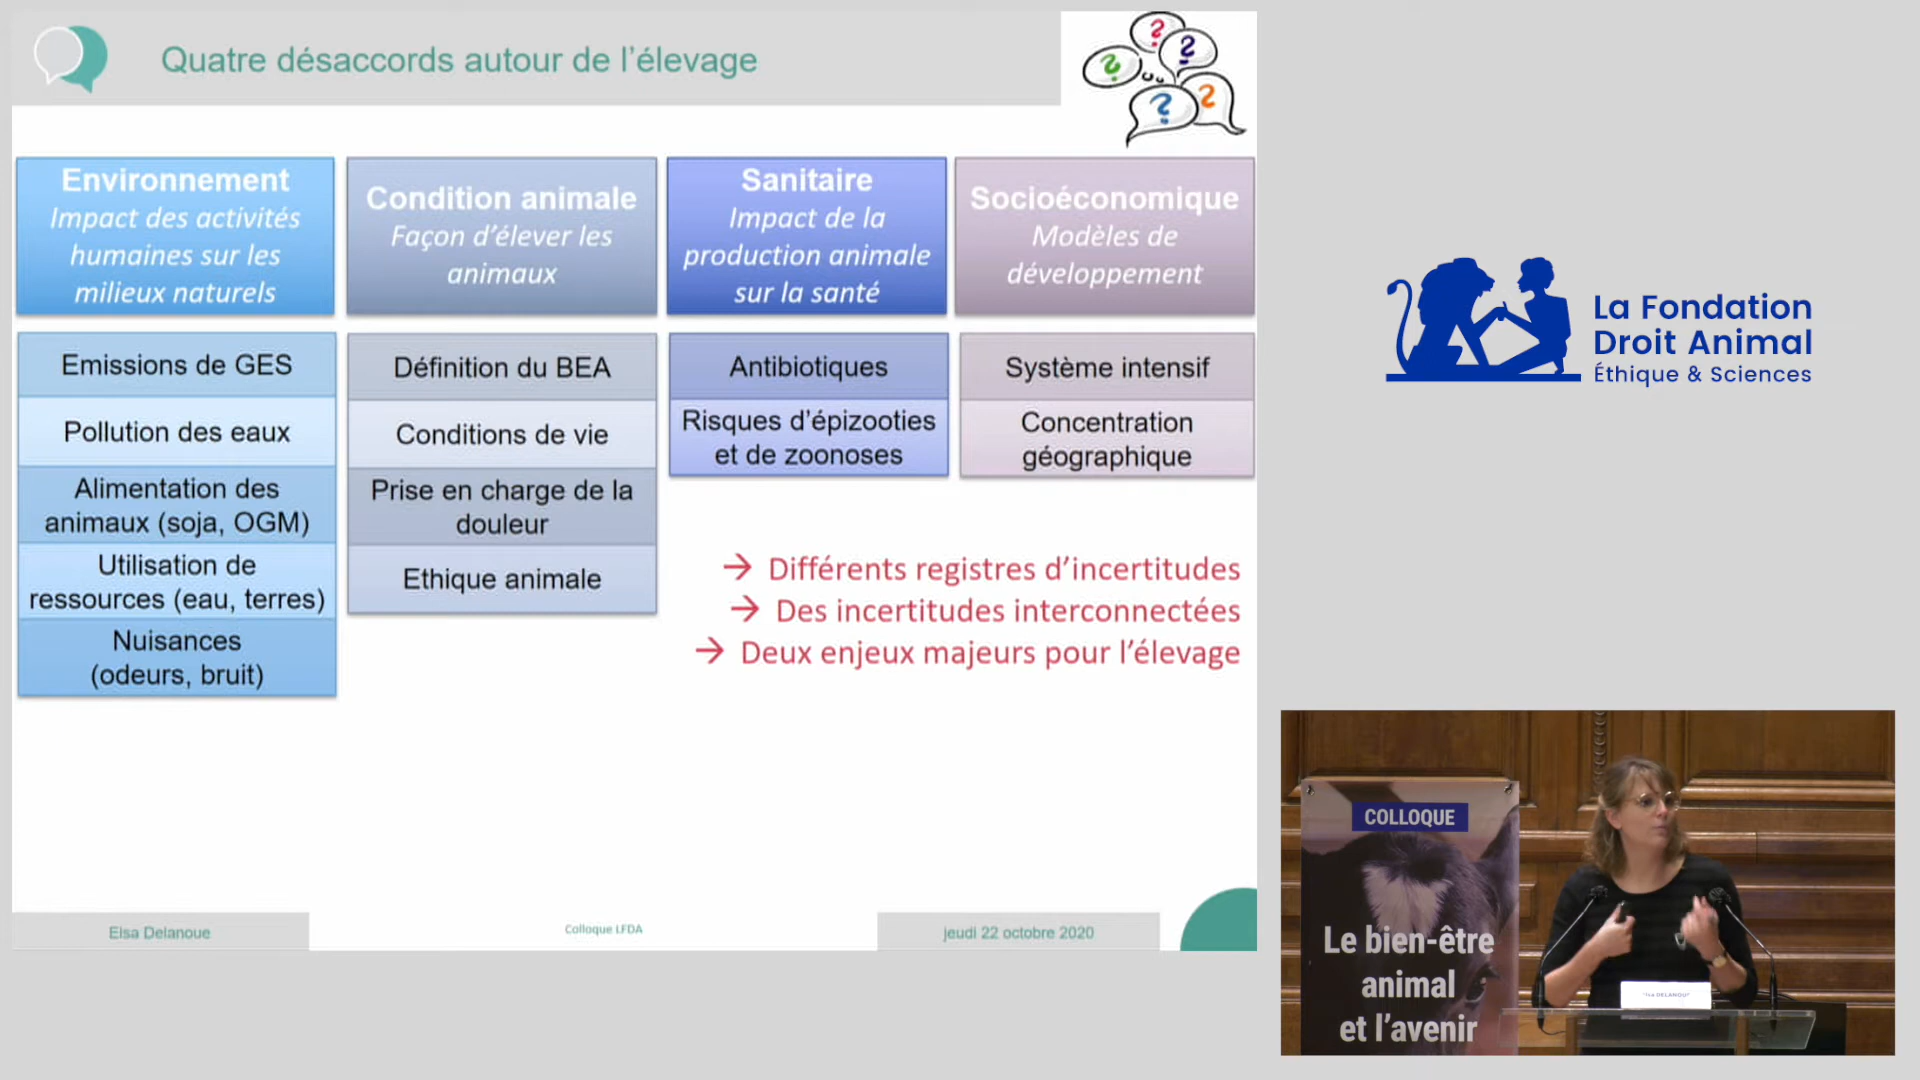 Quatre désaccords autour de l'élevage
? ? ? ? ?
Environnement
Impact des activités
humaines sur les
milieux naturels
Emissions de GES
Pollution des eaux
Alimentation des
animaux (soja, OGM)
Utilisation de
ressources (eau, terres)
Nuisances
(odeurs, bruit)
Condition animale
Façon d'élever les
animaux
Définition du BEA
Conditions de vie
Prise en charge de la
douleur
Ethique animale
Sanitaire
Impact de la
production animale
sur la santé
Antibiotiques
Risques d'épizooties
et de zoonoses
Socioéconomique
Modèles de
développement
Système intensif
Concentration
géographique
→ Différents registres d'incertitudes
→ Des incertitudes interconnectées
→ Deux enjeux majeurs pour l'élevage
Elsa Delanoue
Colloque LFDA
jeudi 22 octobre 2020
La Fondation
Droit Animal
Éthique & Sciences
COLLOQUE
Le bien-être
animal
et l'avenir